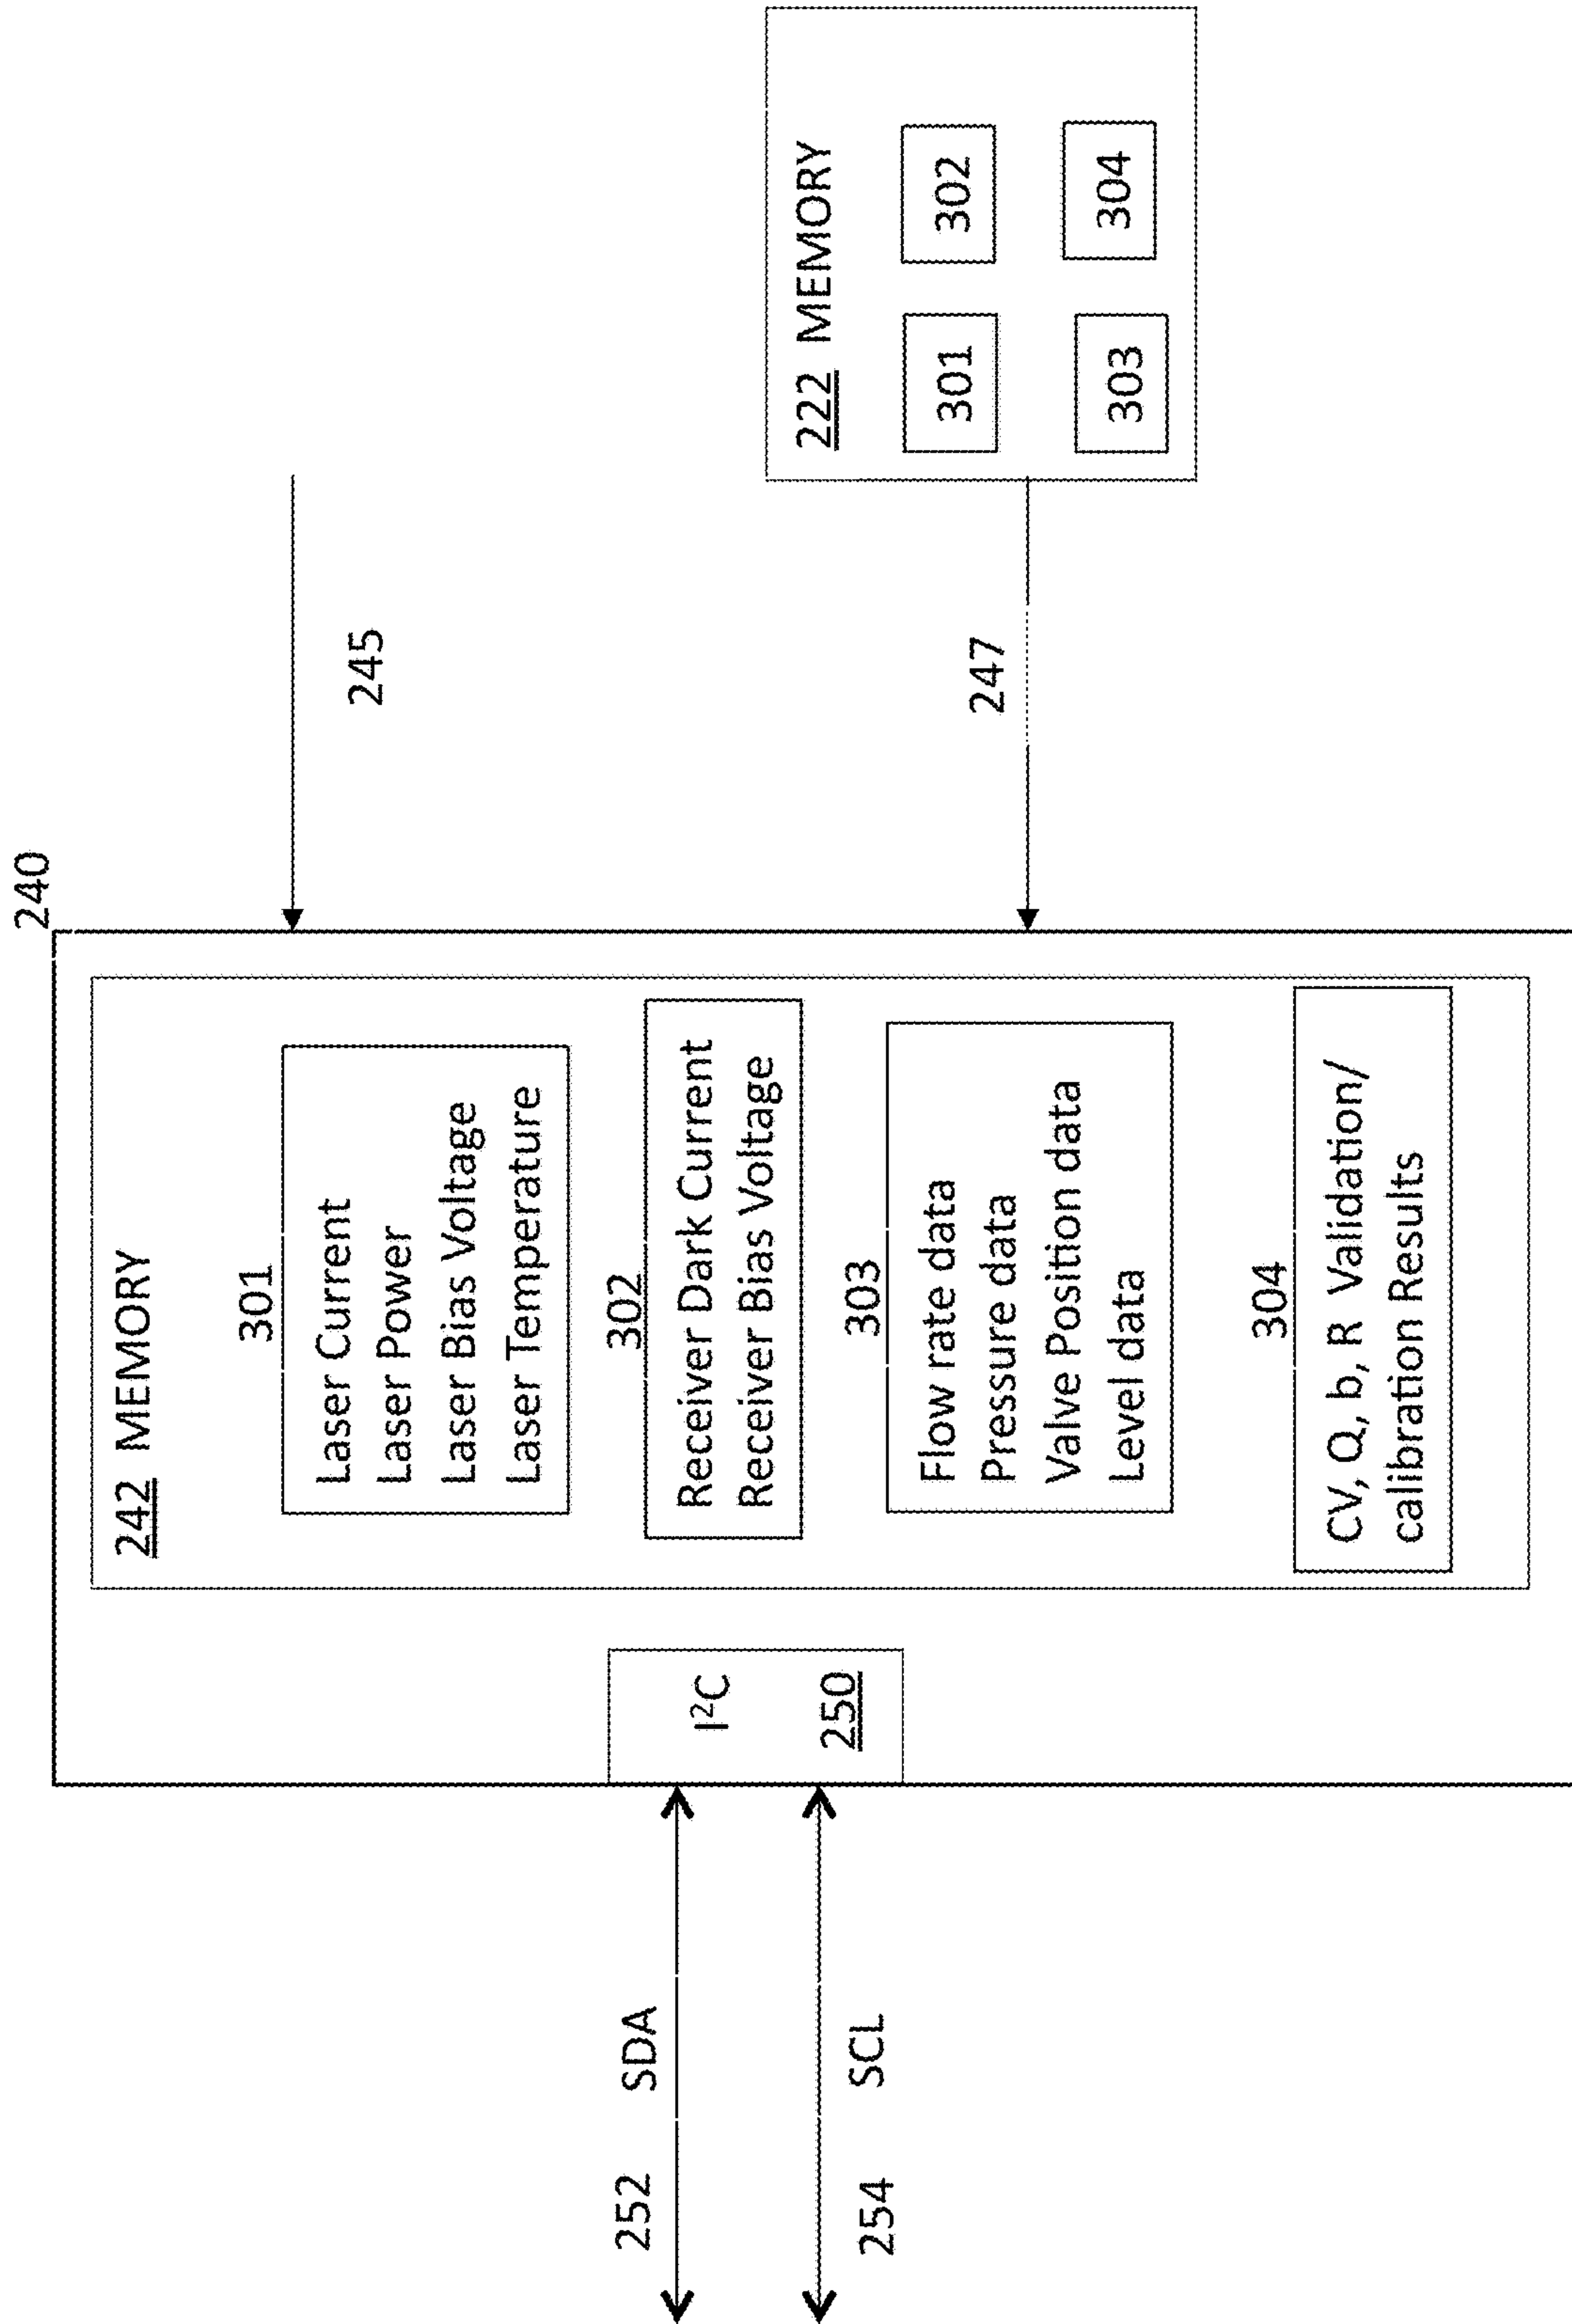 240
242 MEMORY
301
Laser Current
Laser Power
Laser Bias Voltage
Laser Temperature
302
Receiver Dark Current
Receiver Bias Voltage
303
Flow rate data
Pressure data
Valve Position data
Level data
304
CV, Q, b, R Validation/
calibration Results
I²C
250
252 SDA
254 SCL
245
247
222 MEMORY
301 302
303 304